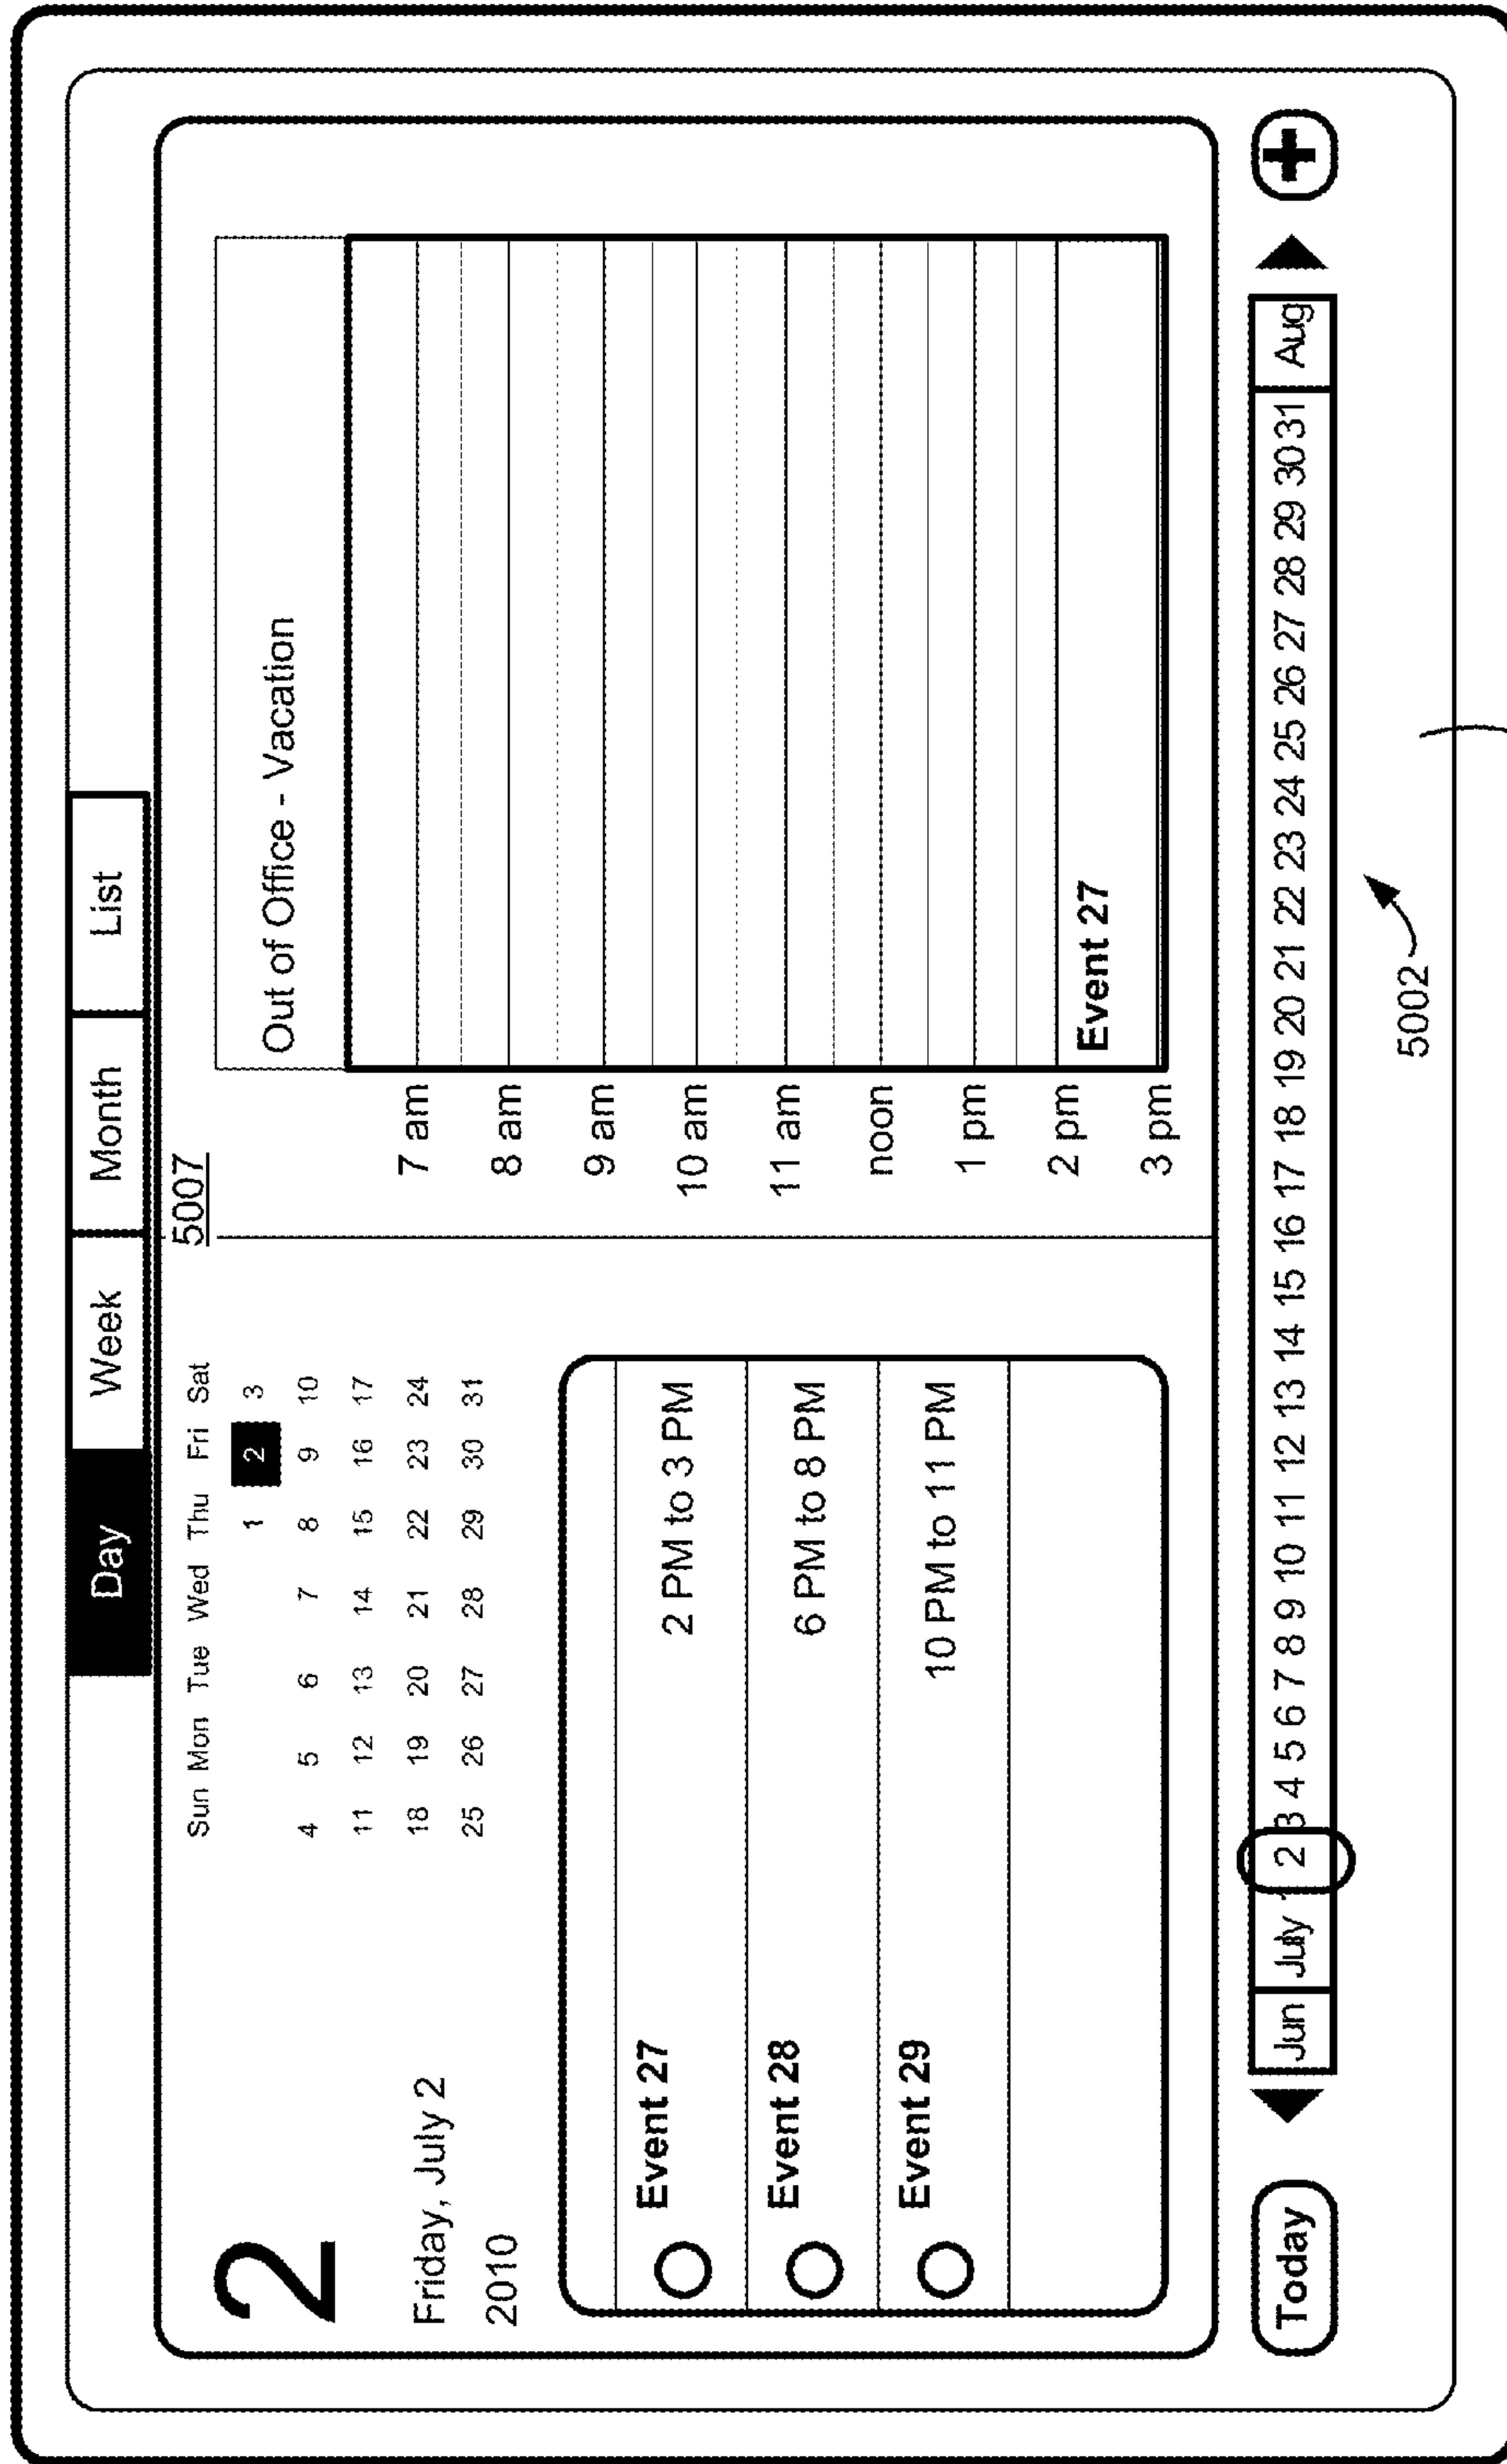 Day Week Month List
5007
2
Friday, July 2
2010
Sun Mon Tue Wed Thu Fri Sat
1 2 3
4 5 6 7 8 9 10
11 12 13 14 15 16 17
18 19 20 21 22 23 24
25 26 27 28 29 30 31
Event 27 2 PM to 3 PM
Event 28 6 PM to 8 PM
Event 29 10 PM to 11 PM
Out of Office - Vacation
7 am
8 am
9 am
10 am
11 am
noon
1 pm
2 pm
Event 27
3 pm
Today Jun July 1 2 3 4 5 6 7 8 9 10 11 12 13 14 15 16 17 18 19 20 21 22 23 24 25 26 27 28 29 30 31 Aug +
5002